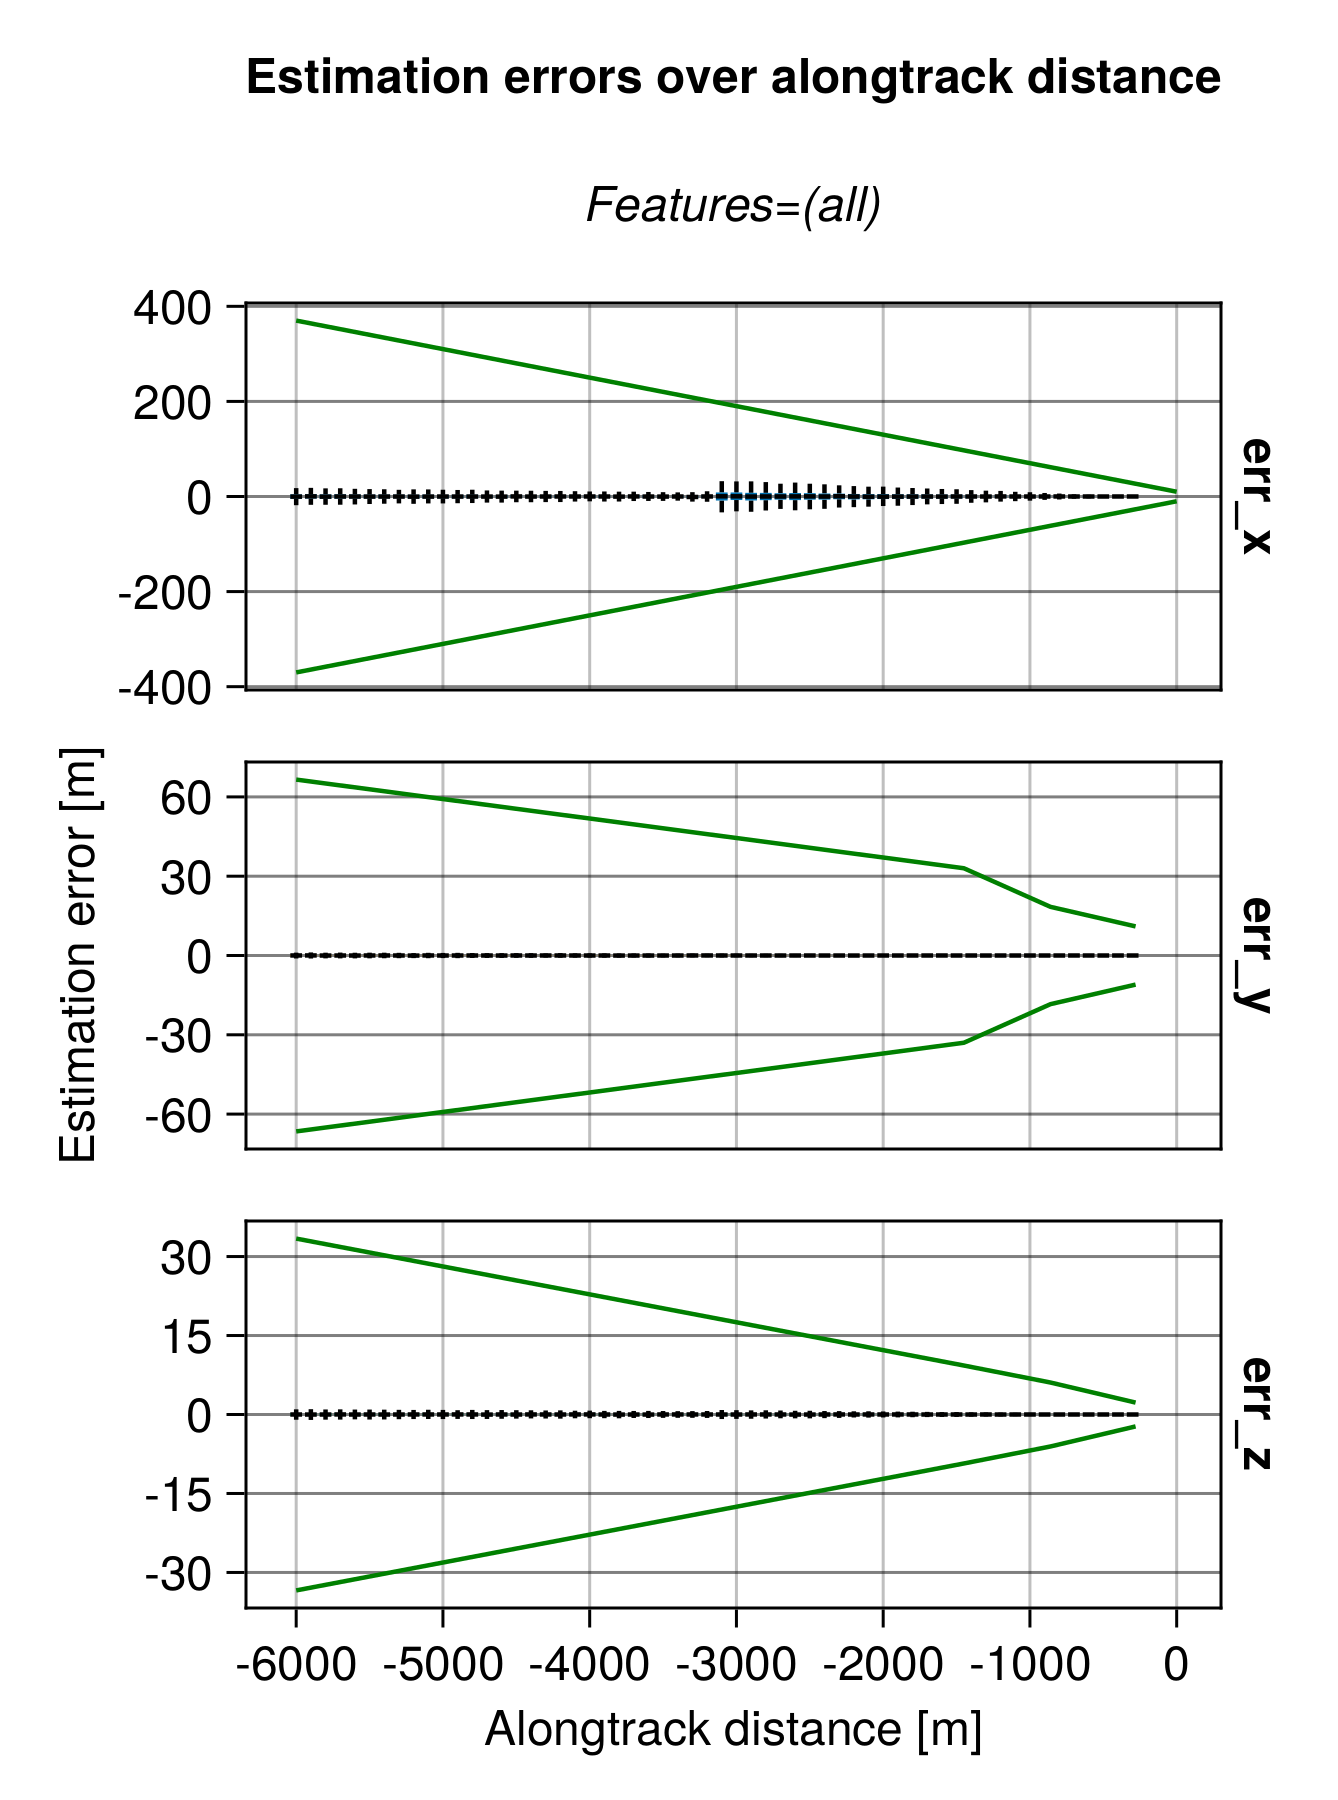 Estimation errors over alongtrack distance
Features=(all)
400
200
0
-200
-400
err_x
Estimation error [m]
60
30
0
-30
-60
err_y
30
15
0
-15
-30
err_z
-6000 -5000 -4000 -3000 -2000 -1000 0
Alongtrack distance [m]